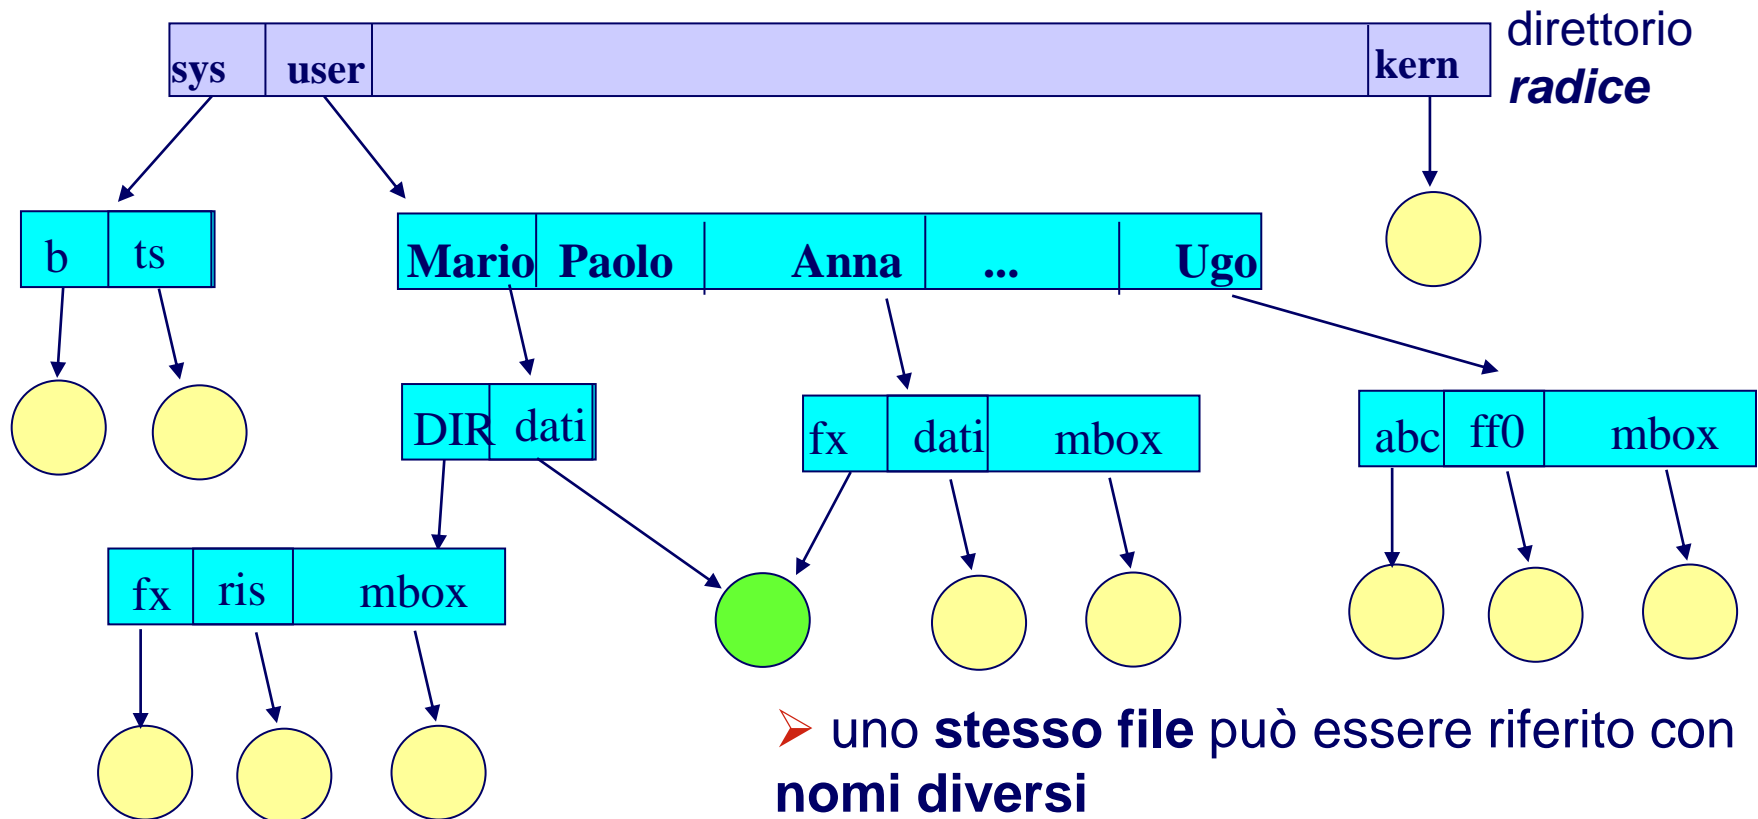 direttorio
radice
sys user kern
b ts
Mario Paolo Anna ... Ugo
DIR dati
fx dati mbox
abc ff0 mbox
fx ris mbox
➢ uno stesso file può essere riferito con
nomi diversi